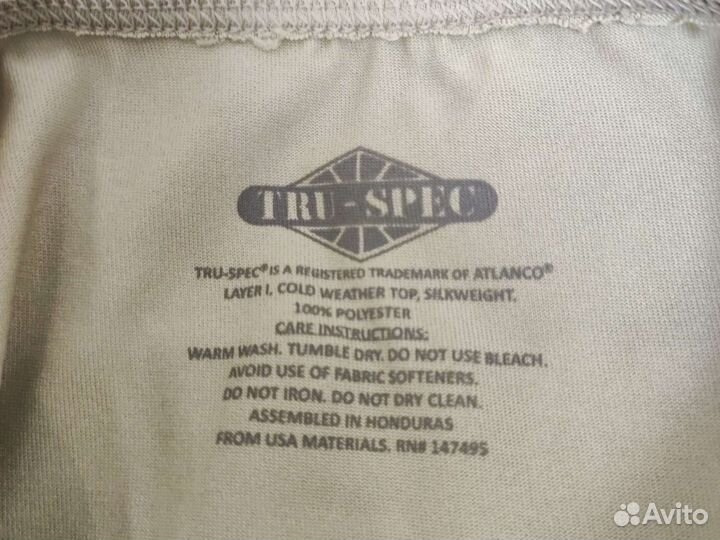 TRU-SPEC
TRU-SPEC® IS A REGISTERED TRADEMARK OF ATLANCO®
LAYER I, COLD WEATHER TOP, SILKWEIGHT.
100% POLYESTER
CARE INSTRUCTIONS:
WARM WASH. TUMBLE DRY. DO NOT USE BLEACH.
AVOID USE OF FABRIC SOFTENERS.
DO NOT IRON. DO NOT DRY CLEAN.
ASSEMBLED IN HONDURAS
FROM USA MATERIALS. RN# 147495
Avito